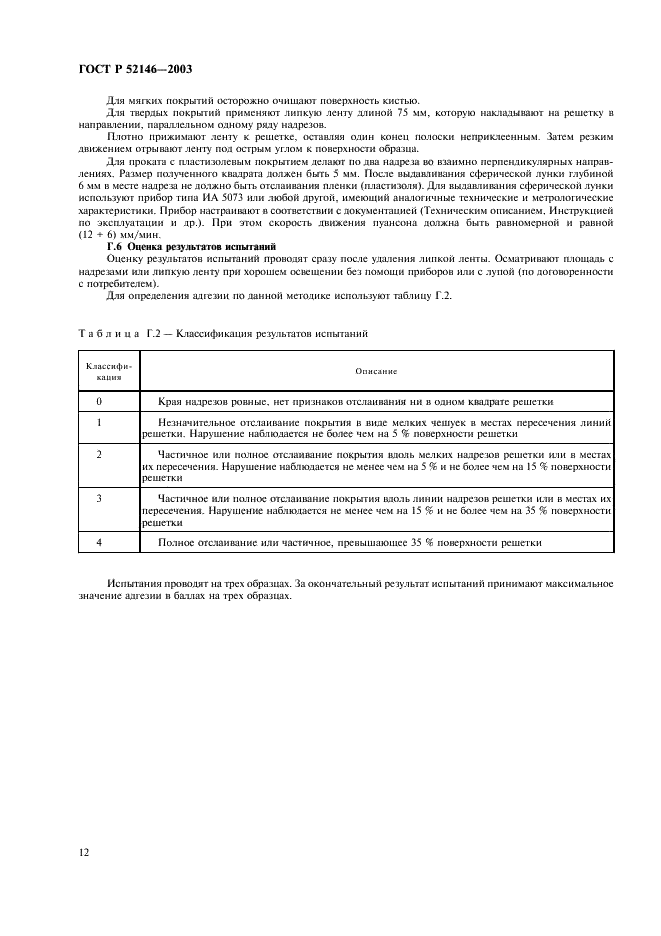 ГОСТ Р 52146—2003
Для мягких покрытий осторожно очищают поверхность кистью.
Для твердых покрытий применяют липкую ленту длиной 75 мм, которую накладывают на решетку в
направлении, параллельном одному ряду надрезов.
Плотно прижимают ленту к решетке, оставляя один конец полоски неприклеенным. Затем резким
движением отрывают ленту под острым углом к поверхности образца.
Для проката с пластизолевым покрытием делают по два надреза во взаимно перпендикулярных направ-
лениях. Размер полученного квадрата должен быть 5 мм. После выдавливания сферической лунки глубиной
6 мм в месте надреза не должно быть отслаивания пленки (пластизоля). Для выдавливания сферической лунки
используют прибор типа ИА 5073 или любой другой, имеющий аналогичные технические и метрологические
характеристики. Прибор настраивают в соответствии с документацией (Техническим описанием, Инструкцией
по эксплуатации и др.). При этом скорость движения пуансона должна быть равномерной и равной
(12 + 6) мм/мин.
Г.6 Оценка результатов испытаний
Оценку результатов испытаний проводят сразу после удаления липкой ленты. Осматривают площадь с
надрезами или липкую ленту при хорошем освещении без помощи приборов или с лупой (по договоренности
с потребителем).
Для определения адгезии по данной методике используют таблицу Г.2.
Т а б л и ц а Г.2 — Классификация результатов испытаний
Классифи-
кация
Описание
0
Края надрезов ровные, нет признаков отслаивания ни в одном квадрате решетки
1
Незначительное отслаивание покрытия в виде мелких чешуек в местах пересечения линий
решетки. Нарушение наблюдается не более чем на 5 % поверхности решетки
2
Частичное или полное отслаивание покрытия вдоль мелких надрезов решетки или в местах
их пересечения. Нарушение наблюдается не менее чем на 5 % и не более чем на 15 % поверхности
решетки
3
Частичное или полное отслаивание покрытия вдоль линии надрезов решетки или в местах их
пересечения. Нарушение наблюдается не менее чем на 15 % и не более чем на 35 % поверхности
решетки
4
Полное отслаивание или частичное, превышающее 35 % поверхности решетки
Испытания проводят на трех образцах. За окончательный результат испытаний принимают максимальное
значение адгезии в баллах на трех образцах.
12